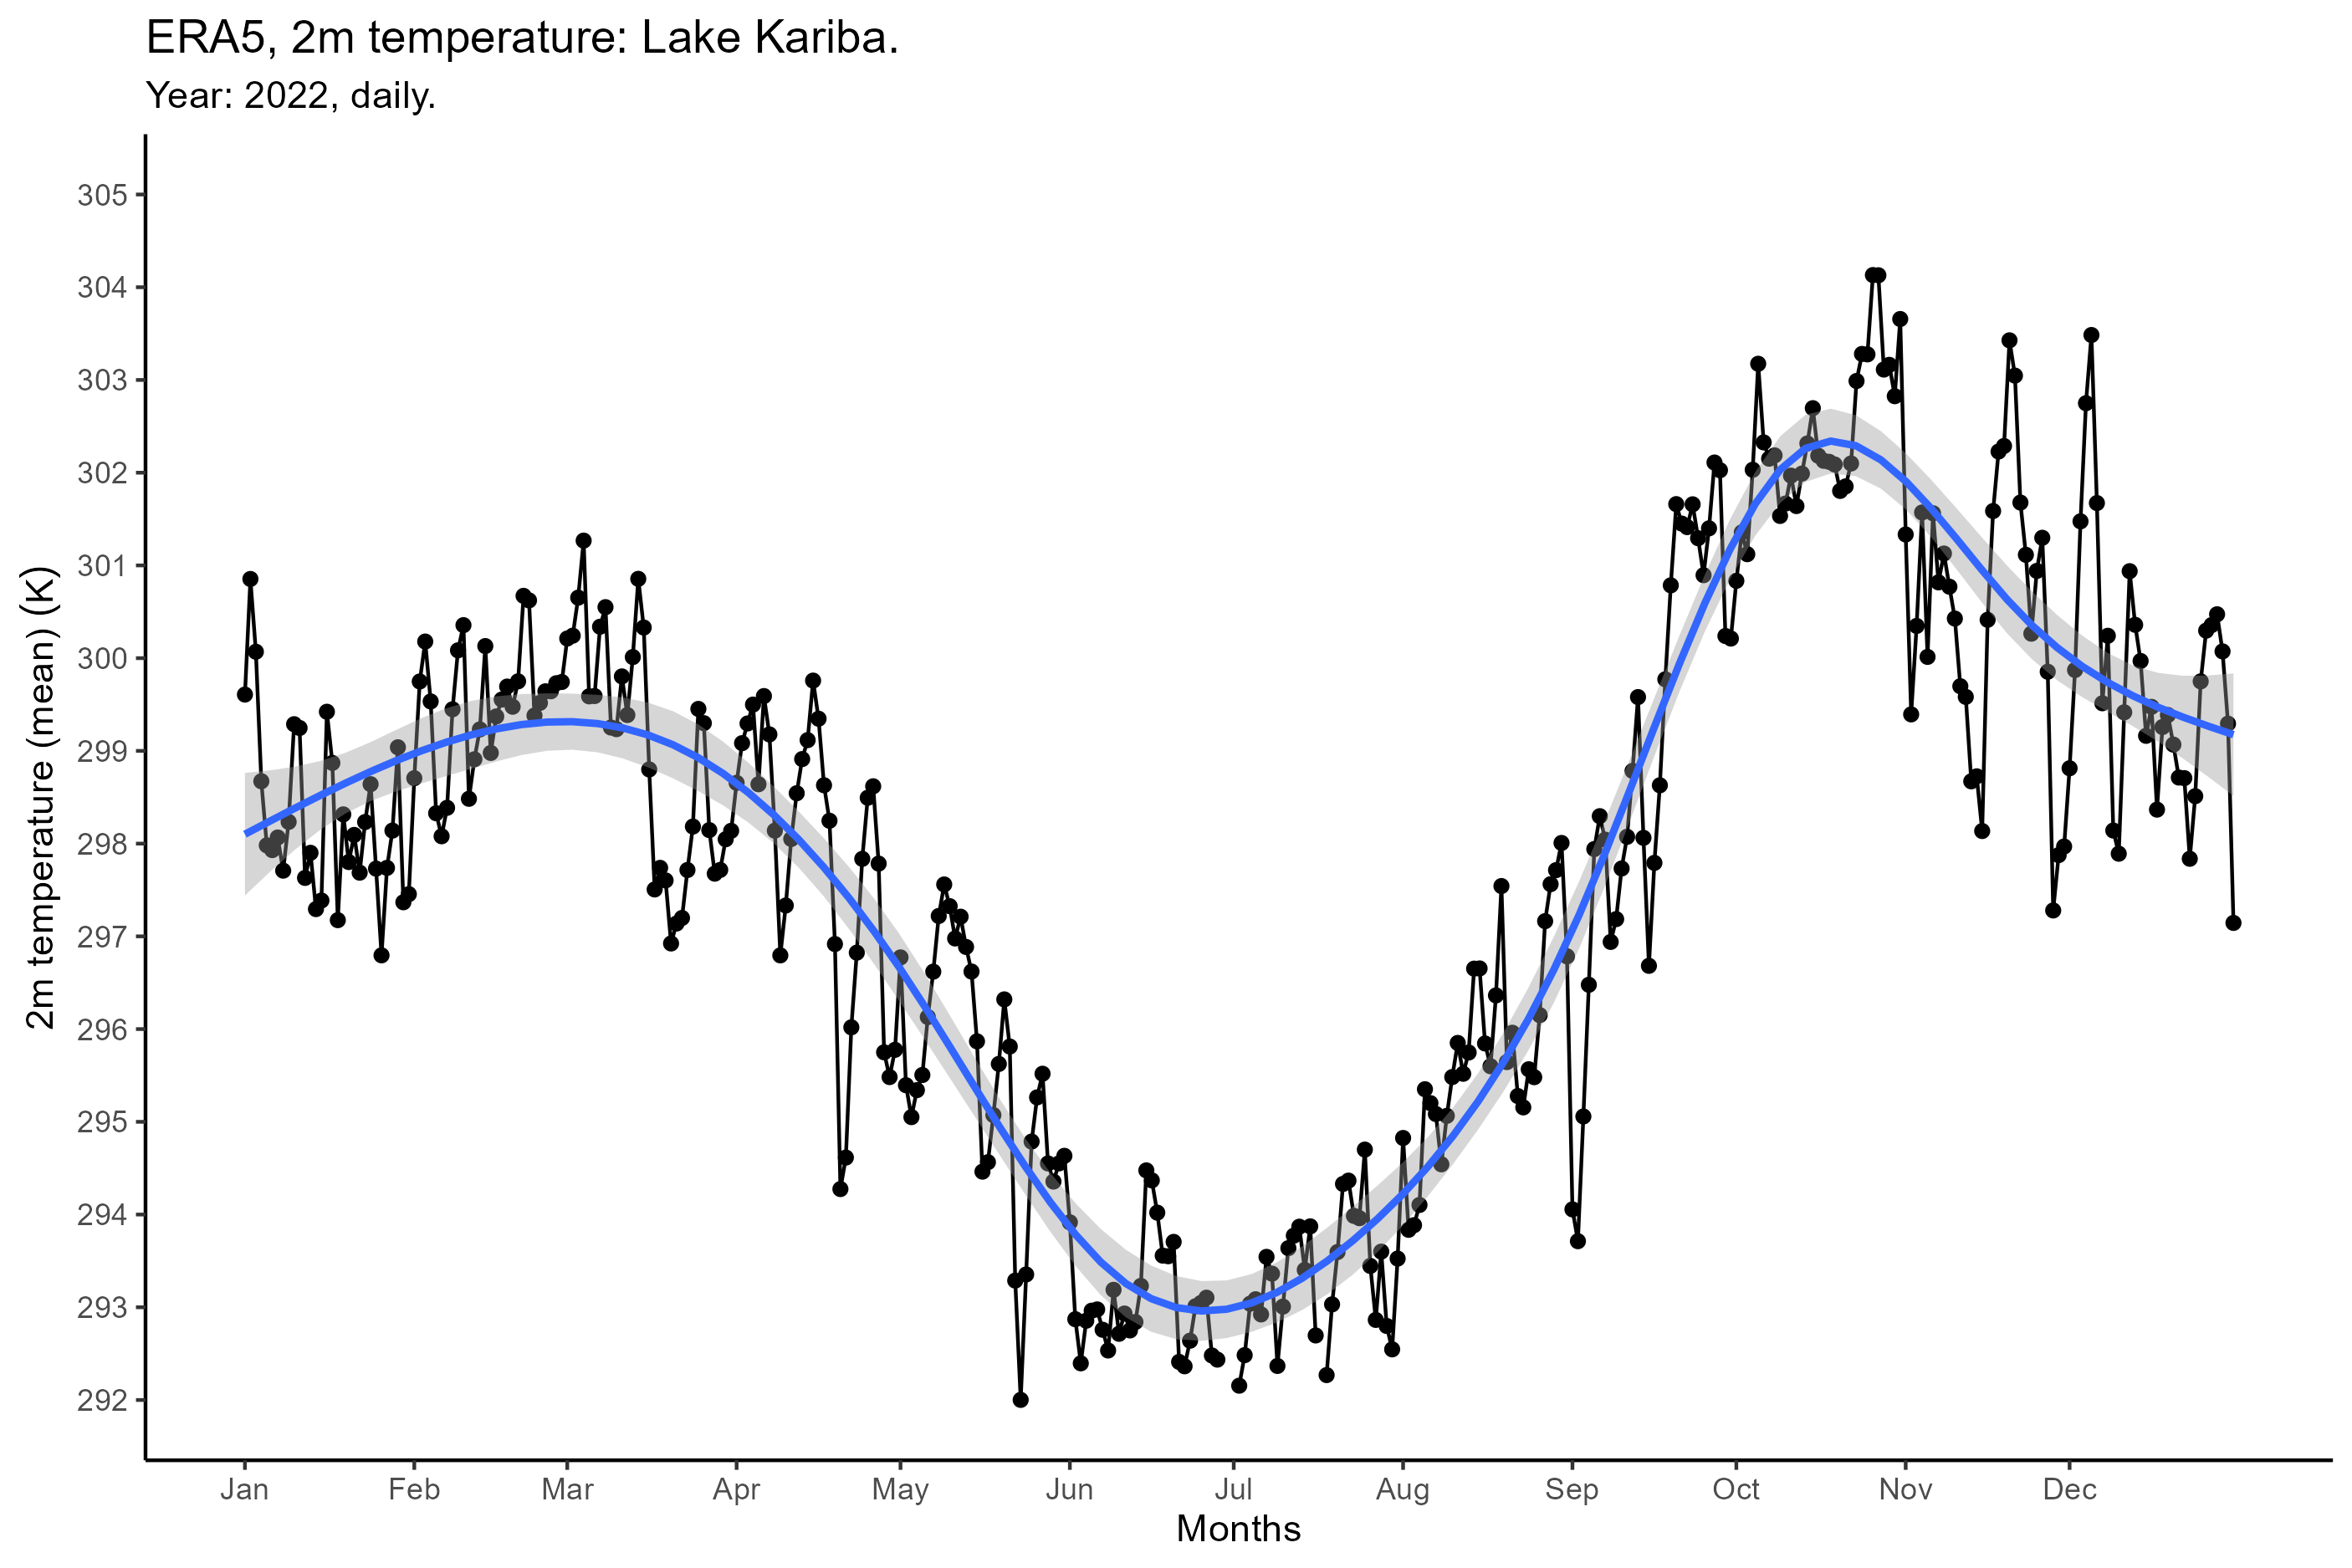 ERA5, 2m temperature: Lake Kariba.
Year: 2022, daily.
305
304
303
302
301
300
299
298
297
296
295
294
293
292
2m temperature (mean) (K)
Jan Feb Mar Apr May Jun Jul Aug Sep Oct Nov Dec
Months